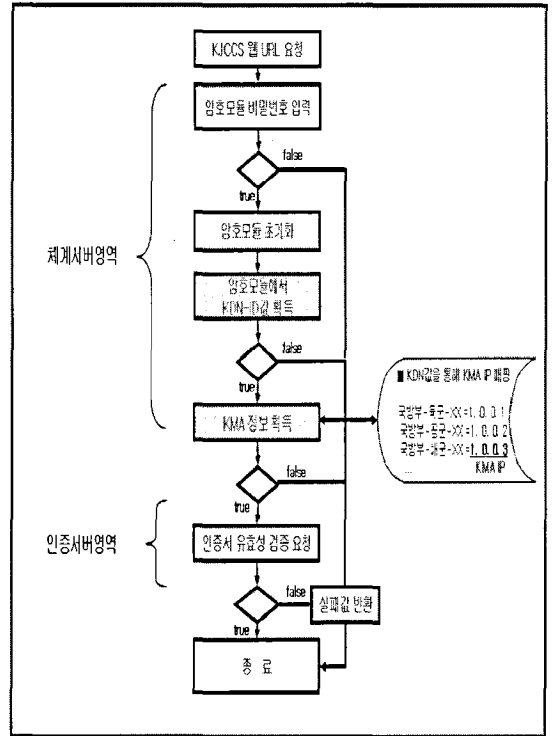 KJCCS 웹 URL 요청
암호모듈 비밀번호 입력
false
true
암호모듈 초기화
체계서버영역
암호모듈에서
KDN-ID값 획득
false
true
■ KDN값을 통해 KMA IP 매핑
KMA 정보 획득
국방부-육군-XX=1.0.0.1
국방부-공군-XX=1.0.0.2
국방부-해군-XX=1.0.0.3
KMA IP
...
false
true
인증서버영역
인증서 유효성 검증 요청
false
실패값 반환
true
종 료